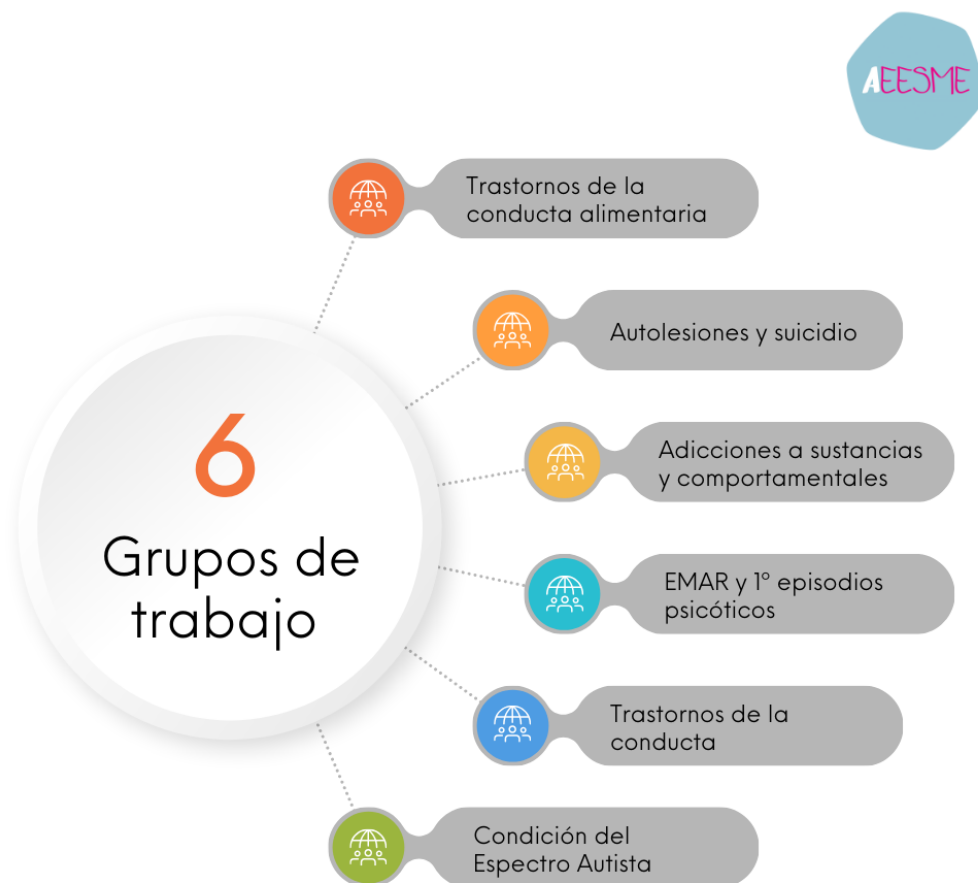 AEESME
Trastornos de la
conducta alimentaria
Autolesiones y suicidio
Adicciones a sustancias
y comportamentales
6
Grupos de
trabajo
EMAR y 1º episodios
psicóticos
Trastornos de la
conducta
Condición del
Espectro Autista